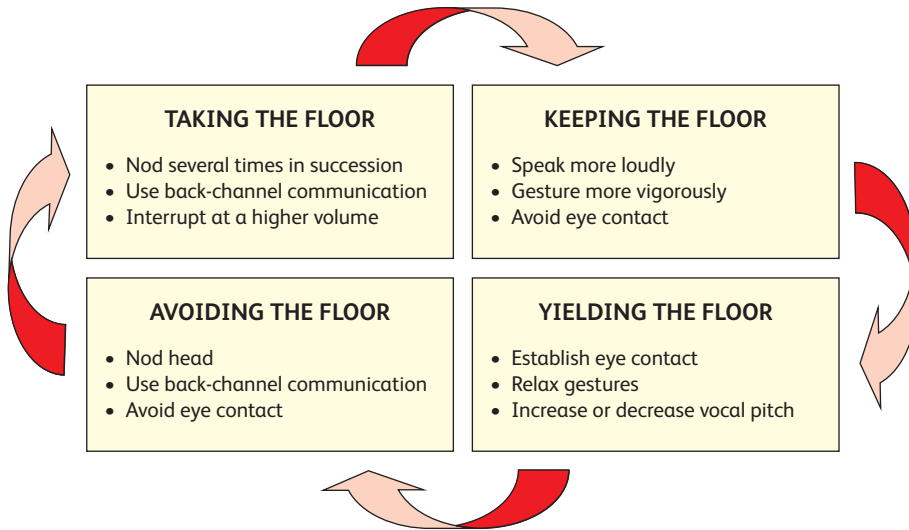 TAKING THE FLOOR
• Nod several times in succession
• Use back-channel communication
• Interrupt at a higher volume
KEEPING THE FLOOR
• Speak more loudly
• Gesture more vigorously
• Avoid eye contact
AVOIDING THE FLOOR
• Nod head
• Use back-channel communication
• Avoid eye contact
YIELDING THE FLOOR
• Establish eye contact
• Relax gestures
• Increase or decrease vocal pitch